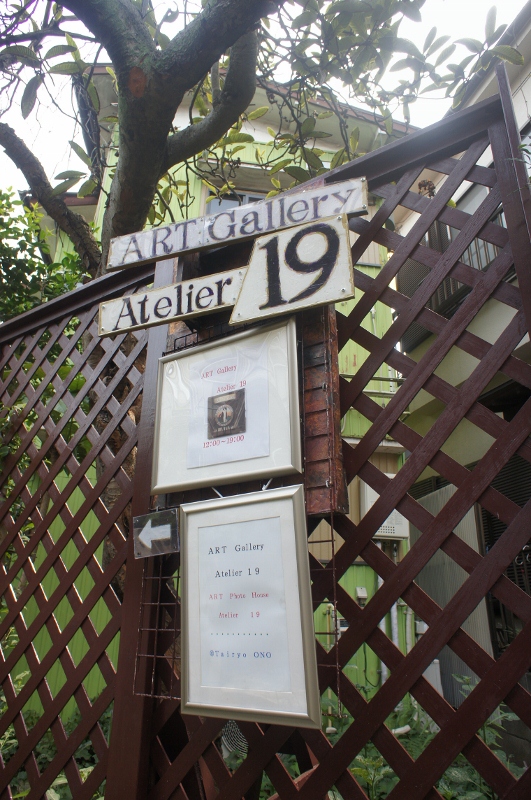 ART Gallery
Atelier 19
ART Gallery
Atelier 19
12:00~19:00
ART Gallery
Atelier 19
ART Photo House
Atelier 19
...........
©Tairyo ONO